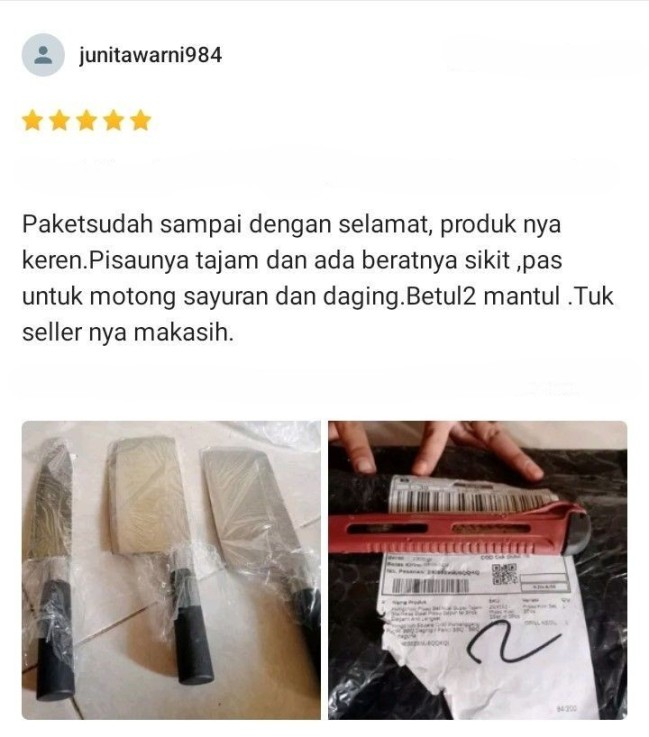 junitawarni984
Paketsudah sampai dengan selamat, produk nya
keren.Pisaunya tajam dan ada beratnya sikit ,pas
untuk motong sayuran dan daging.Betul2 mantul .Tuk
seller nya makasih.